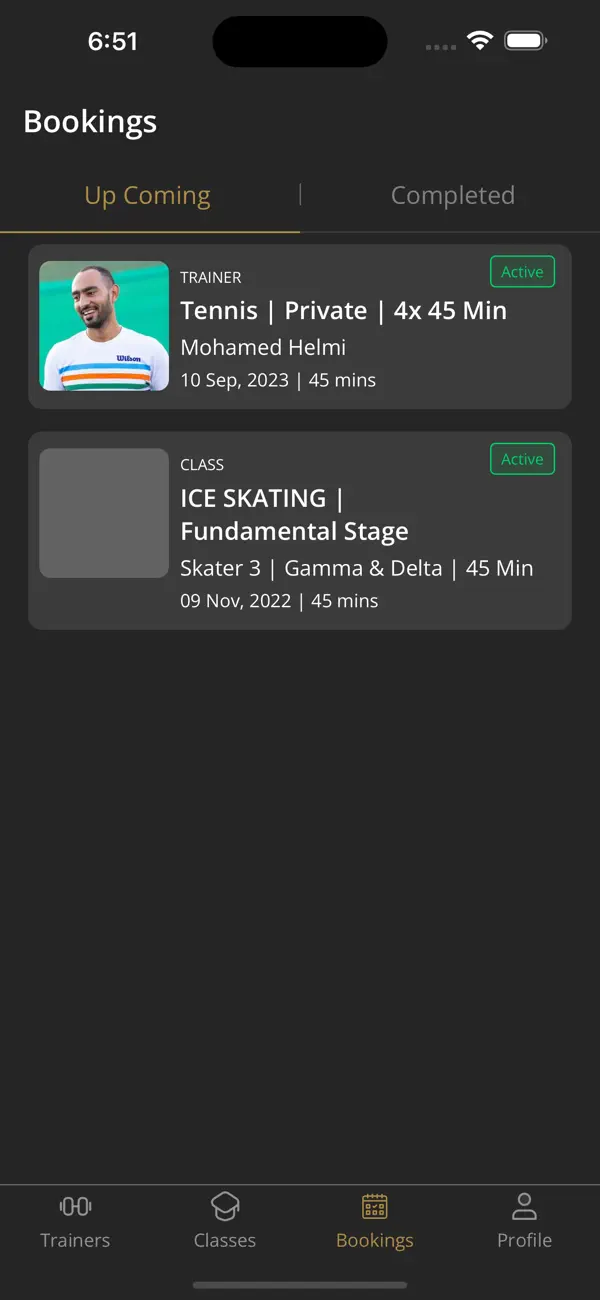 6:51
Bookings
Up Coming | Completed
TRAINER
Active
Tennis | Private | 4x 45 Min
Mohamed Helmi
10 Sep, 2023 | 45 mins
Wilson
CLASS
Active
ICE SKATING |
Fundamental Stage
Skater 3 | Gamma & Delta | 45 Min
09 Nov, 2022 | 45 mins
Trainers
Classes
Bookings
Profile